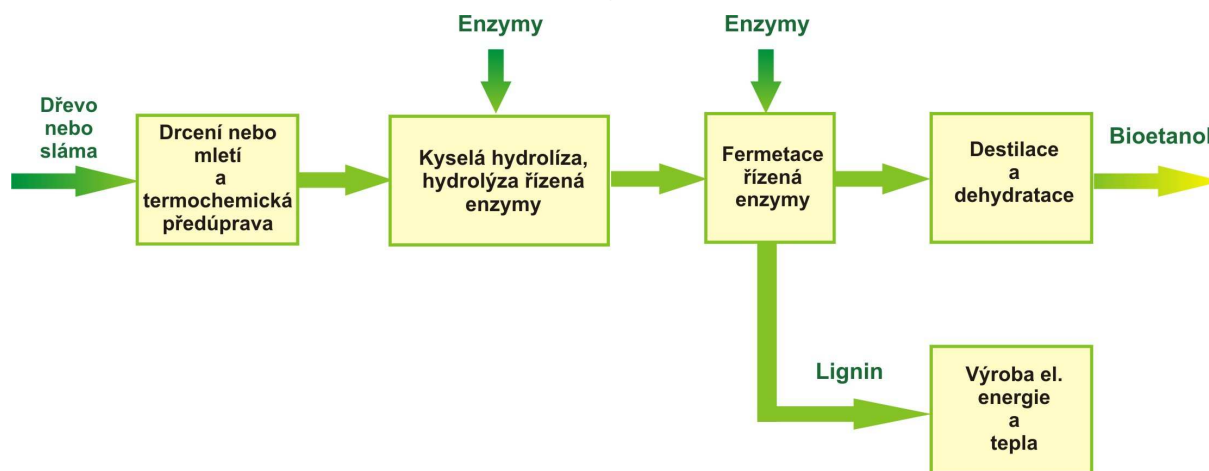 Enzymy
Enzymy
Dřevo
nebo
sláma
Drcení nebo
mletí
a
termochemická
předúprava
Kyselá hydrolíza,
hydrolýza řízená
enzymy
Fermetace
řízená
enzymy
Destilace
a
dehydratace
Bioetanol
Lignin
Výroba el.
energie
a
tepla